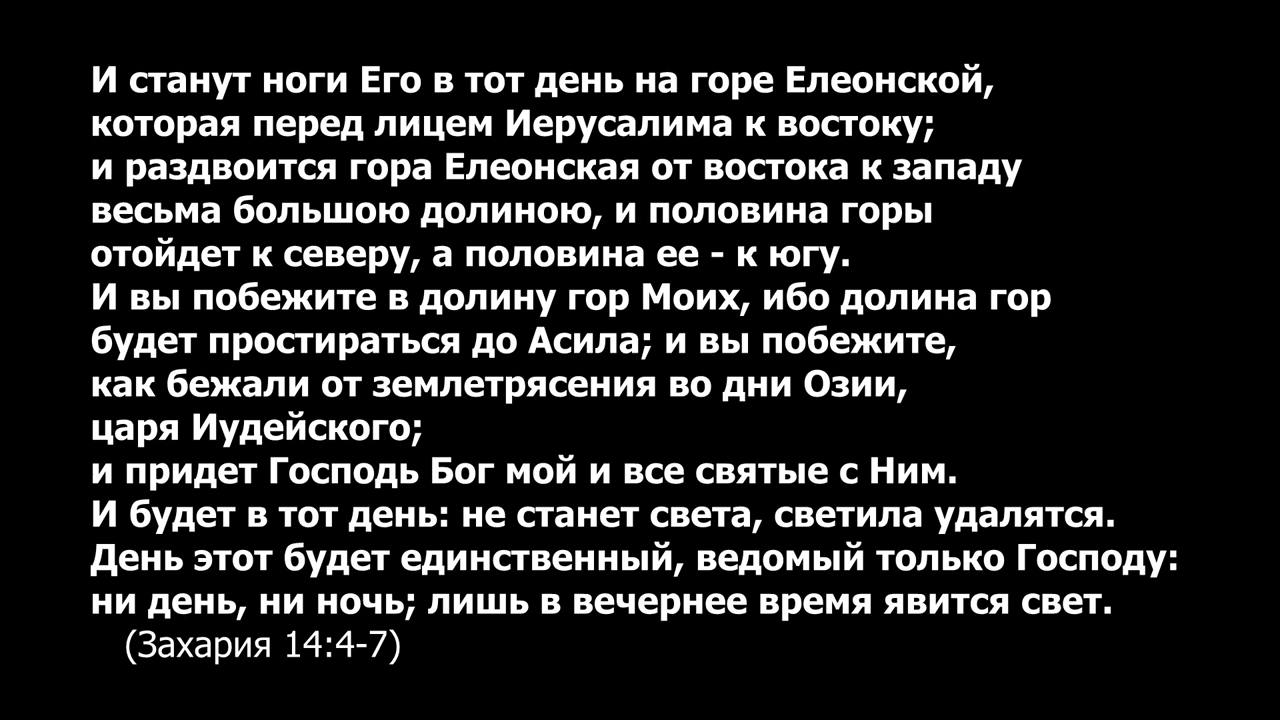 И станут ноги Его в тот день на горе Елеонской,
которая перед лицем Иерусалима к востоку;
и раздвоится гора Елеонская от востока к западу
весьма большою долиною, и половина горы
отойдет к северу, а половина ее - к югу.
И вы побежите в долину гор Моих, ибо долина гор
будет простираться до Асила; и вы побежите,
как бежали от землетрясения во дни Озии,
царя Иудейского;
и придет Господь Бог мой и все святые с Ним.
И будет в тот день: не станет света, светила удалятся.
День этот будет единственный, ведомый только Господу:
ни день, ни ночь; лишь в вечернее время явится свет.
(Захария 14:4-7)